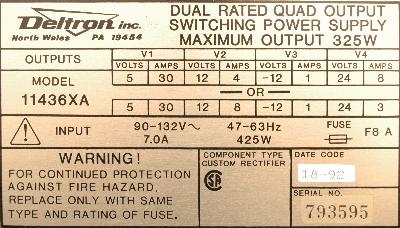 Deltron inc.
North Wales PA 19454
DUAL RATED QUAD OUTPUT
SWITCHING POWER SUPPLY
MAXIMUM OUTPUT 325W
OUTPUTS V1 V2 V3 V4
VOLTS AMPS VOLTS AMPS VOLTS AMPS VOLTS AMPS
MODEL 5 30 12 4 -12 1 24 8
11436XA OR
5 30 12 8 -12 1 24 3
INPUT 90-132V~ 47-63Hz FUSE F8 A
7.0A 425W
WARNING!
FOR CONTINUED PROTECTION
AGAINST FIRE HAZARD,
REPLACE ONLY WITH SAME
TYPE AND RATING OF FUSE.
COMPONENT TYPE
CUSTOM RECTIFIER
SA
DATE CODE
18-92
SERIAL NO.
793595